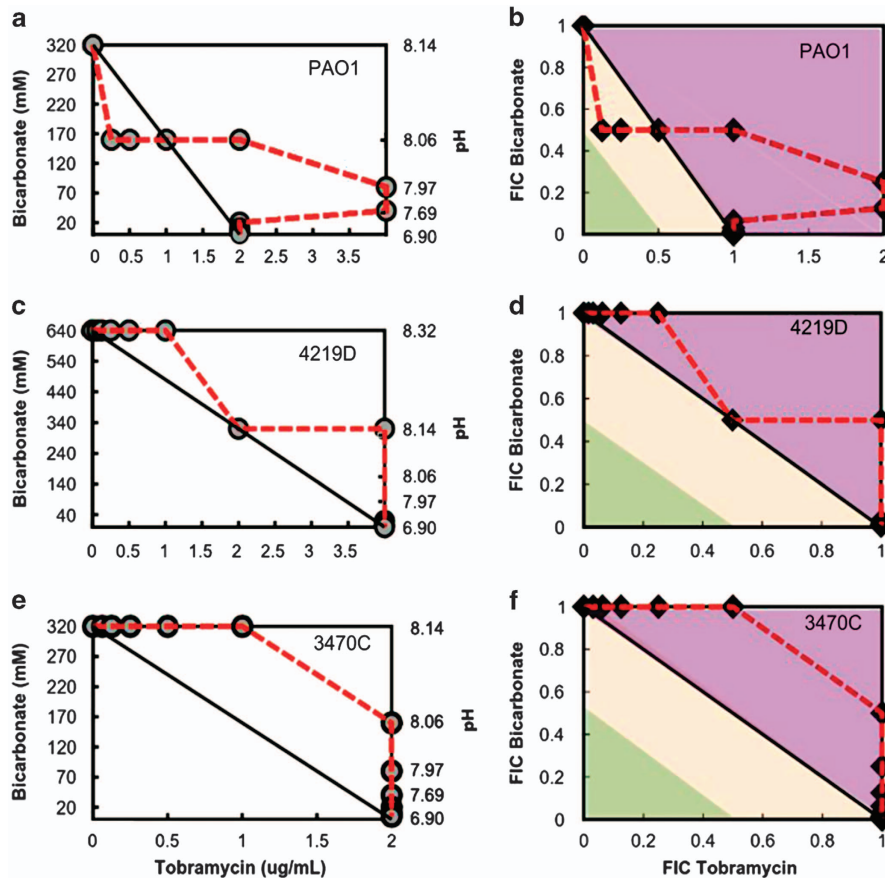 a
PAO1
Bicarbonate (mM)
320
270
220
170
120
70
20
0 0.5 1 1.5 2 2.5 3 3.5
8.14
8.06
7.97
7.69
6.90
pH
b
PAO1
FIC Bicarbonate
1
0.8
0.6
0.4
0.2
0
0 1 2
c
4219D
Bicarbonate (mM)
640
540
440
340
240
140
40
0 0.5 1 1.5 2 2.5 3 3.5
8.32
8.14
8.06
7.97
6.90
pH
d
4219D
FIC Bicarbonate
1
0.8
0.6
0.4
0.2
0
0 0.2 0.4 0.6 0.8 1
e
3470C
Bicarbonate (mM)
320
270
220
170
120
70
20
0 0.5 1 1.5 2
Tobramycin (ug/mL)
8.14
8.06
7.97
7.69
6.90
pH
f
3470C
FIC Bicarbonate
1
0.8
0.6
0.4
0.2
0
0 0.2 0.4 0.6 0.8 1
FIC Tobramycin